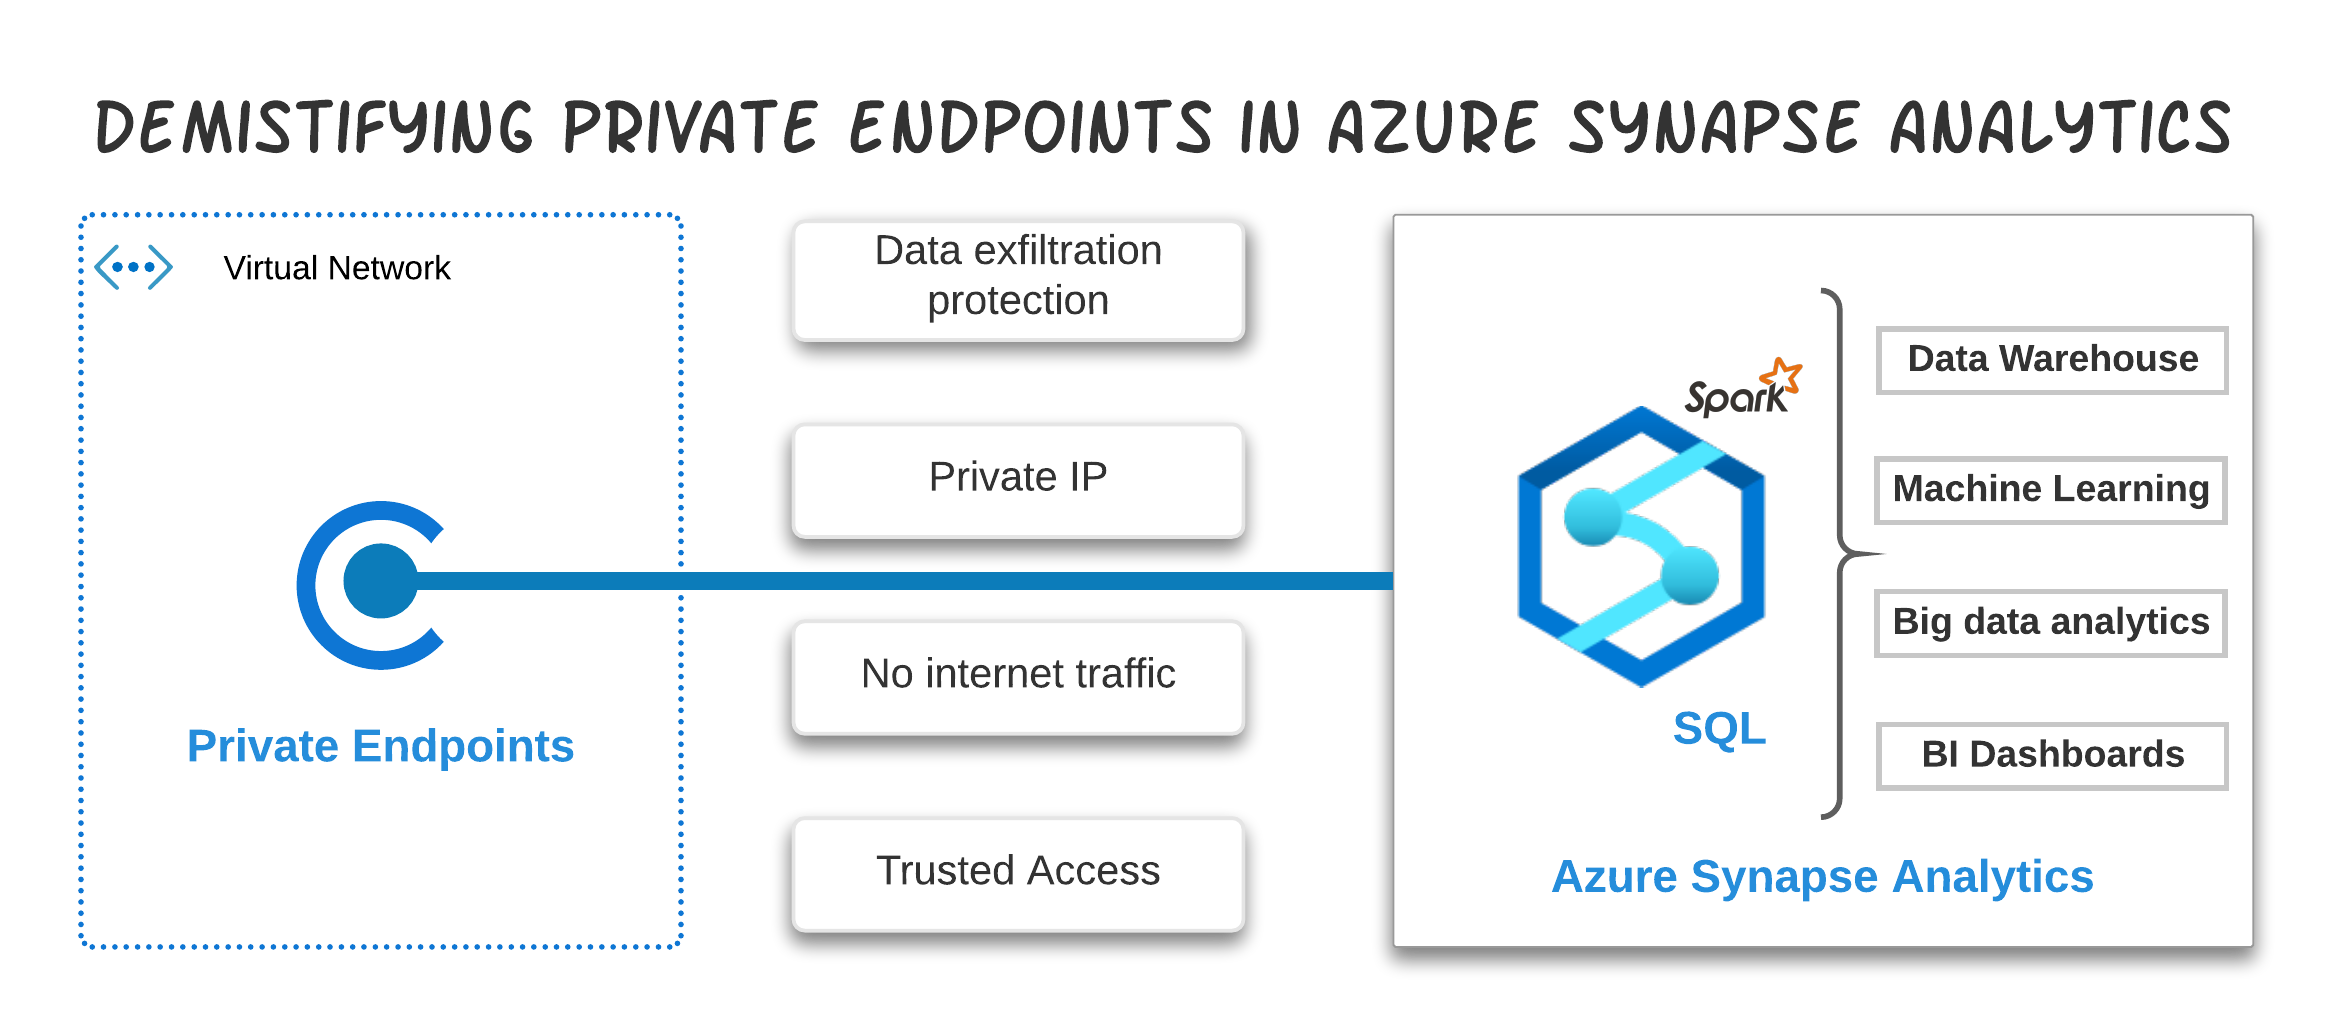 DEMISTIFYING PRIVATE ENDPOINTS IN AZURE SYNAPSE ANALYTICS
Virtual Network
Private Endpoints
Data exfiltration
protection
Private IP
No internet traffic
Trusted Access
Spark
SQL
Data Warehouse
Machine Learning
Big data analytics
BI Dashboards
Azure Synapse Analytics